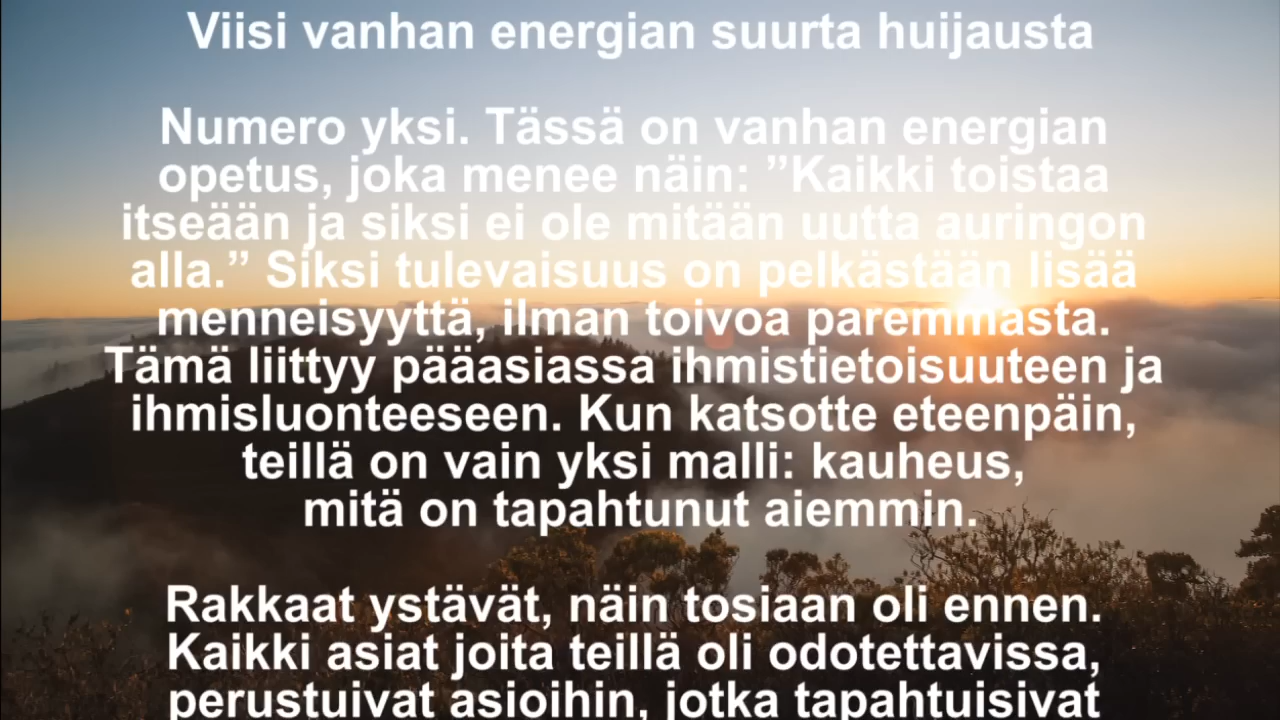 Viisi vanhan energian suurta huijausta
Numero yksi. Tässä on vanhan energian
opetus, joka menee näin: ”Kaikki toistaa
itseään ja siksi ei ole mitään uutta auringon
alla.” Siksi tulevaisuus on pelkästään lisää
menneisyyttä, ilman toivoa paremmasta.
Tämä liittyy pääasiassa ihmistietoisuuteen ja
ihmisluonteeseen. Kun katsotte eteenpäin,
teillä on vain yksi malli: kauheus,
mitä on tapahtunut aiemmin.
Rakkaat ystävät, näin tosiaan oli ennen.
Kaikki asiat joita teillä oli odotettavissa,
perustuivat asioihin, jotka tapahtuisivat